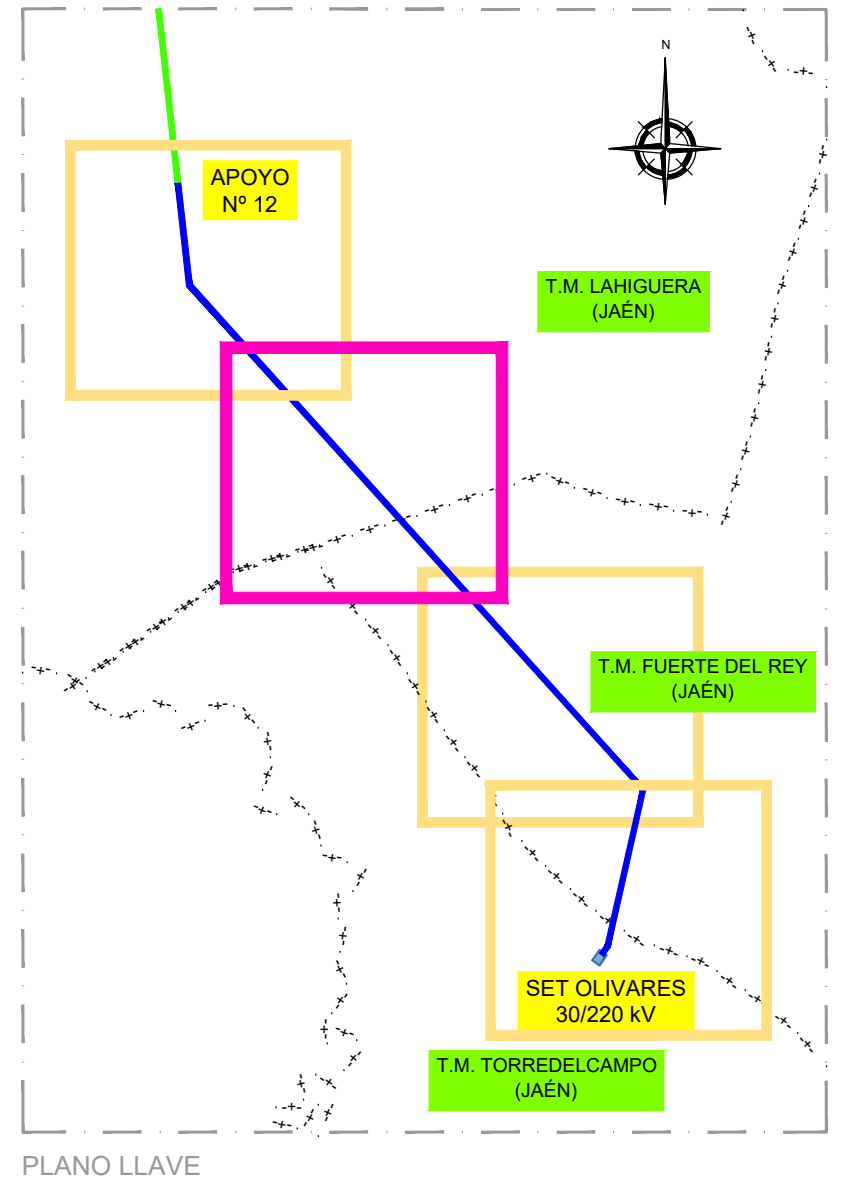 N
APOYO
Nº 12
T.M. LAHIGUERA
(JAÉN)
T.M. FUERTE DEL REY
(JAÉN)
SET OLIVARES
30/220 kV
T.M. TORREDELCAMPO
(JAÉN)
PLANO LLAVE